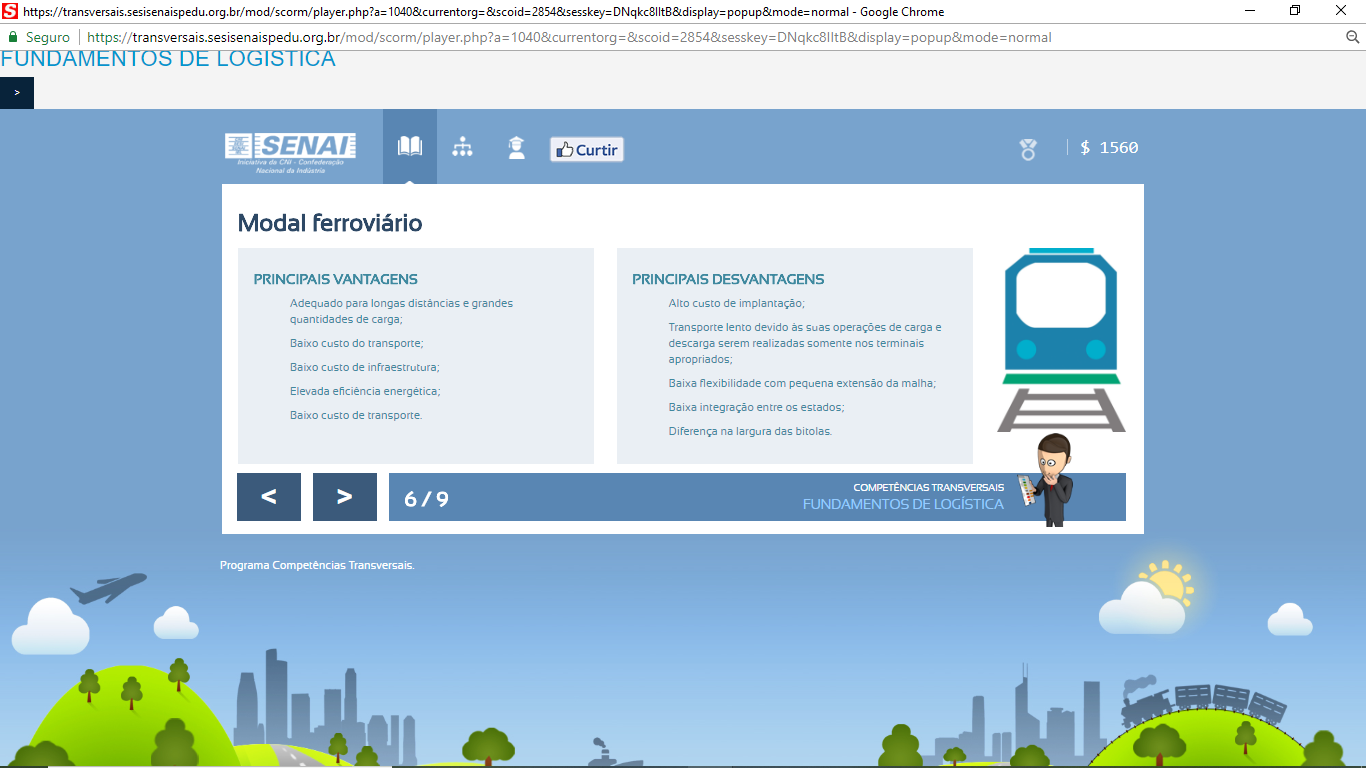 https://transversais.sesisenaispedu.org.br/mod/scorm/player.php?a=1040&currentorg=&scoid=2854&sesskey=DNqkc8lItB&display=popup&mode=normal - Google Chrome
Seguro
https://transversais.sesisenaispedu.org.br/mod/scorm/player.php?a=1040&currentorg=&scoid=2854&sesskey=DNqkc8lItB&display=popup&mode=normal
FUNDAMENTOS DE LOGÍSTICA
>
SENAI
Iniciativa da CNI - Confederação
Nacional da Indústria
Curtir
$ 1560
Modal ferroviário
PRINCIPAIS VANTAGENS
Adequado para longas distâncias e grandes
quantidades de carga;
Baixo custo do transporte;
Baixo custo de infraestrutura;
Elevada eficiência energética;
Baixo custo de transporte.
PRINCIPAIS DESVANTAGENS
Alto custo de implantação;
Transporte lento devido às suas operações de carga e
descarga serem realizadas somente nos terminais
apropriados;
Baixa flexibilidade com pequena extensão da malha;
Baixa integração entre os estados;
Diferença na largura das bitolas.
<
>
6 / 9
COMPETÊNCIAS TRANSVERSAIS
FUNDAMENTOS DE LOGÍSTICA
Programa Competências Transversais.